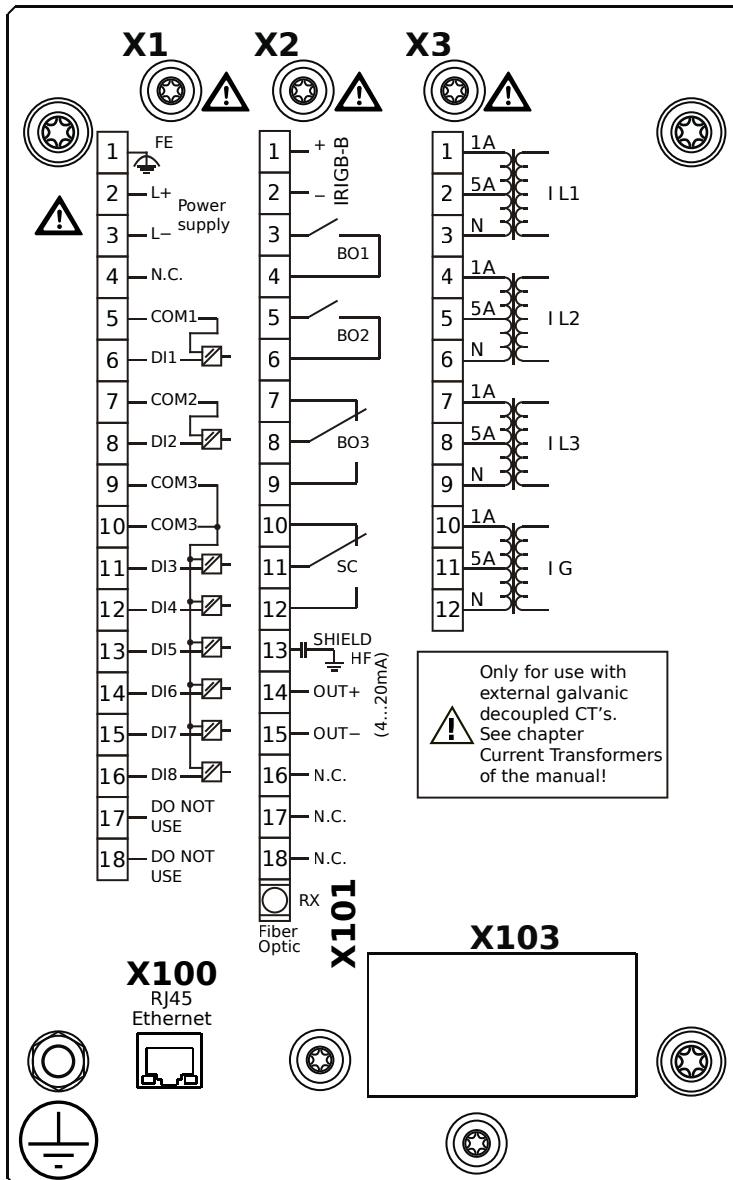 X1
X2
X3
1 FE
2 L+
Power
supply
3 L−
4 N.C.
5 COM1
6 DI1
7 COM2
8 DI2
9 COM3
10 COM3
11 DI3
12 DI4
13 DI5
14 DI6
15 DI7
16 DI8
17 DO NOT
USE
18 DO NOT
USE
1 +
IRIGB-B
2 −
3
BO1
4
5
BO2
6
7
8 BO3
9
10
11 SC
12
13 SHIELD
HF
14 OUT+
(4...20mA)
15 OUT−
16 N.C.
17 N.C.
18 N.C.
RX
Fiber
Optic
X101
1 1A
2 5A I L1
3 N
4 1A
5 5A I L2
6 N
7 1A
8 5A I L3
9 N
10 1A
11 5A I G
12 N
Only for use with
external galvanic
decoupled CT's.
See chapter
Current Transformers
of the manual!
X103
X100
RJ45
Ethernet